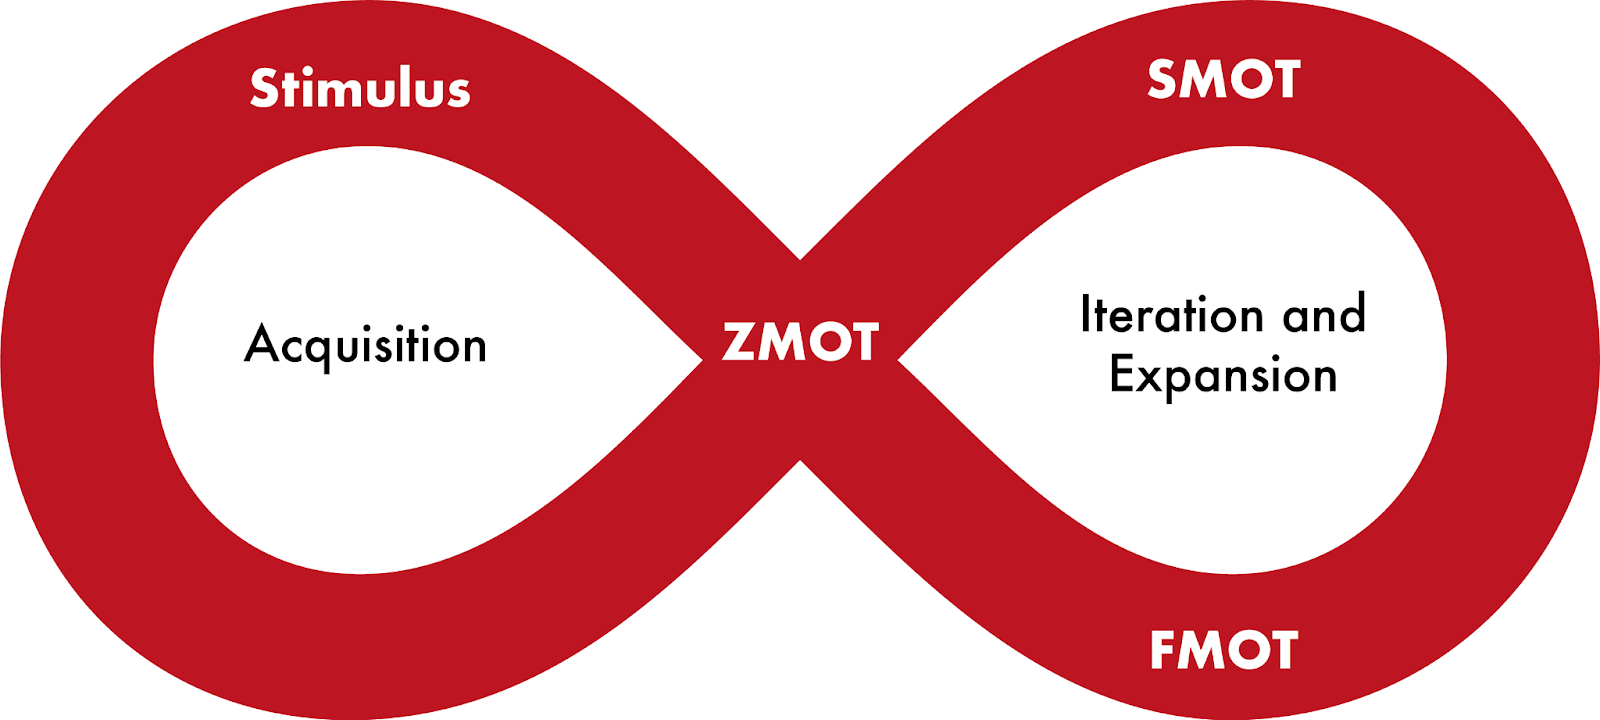 Stimulus
SMOT
Acquisition
ZMOT
Iteration and
Expansion
FMOT